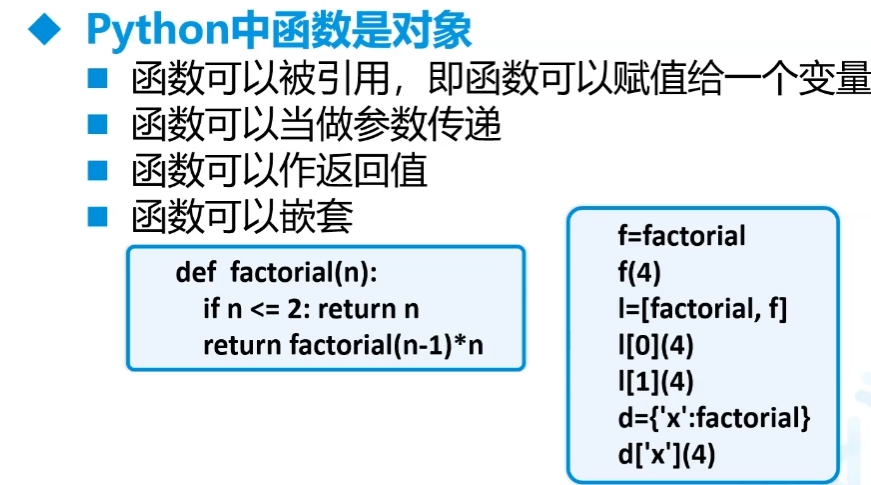 Python中函数是对象
函数可以被引用，即函数可以赋值给一个变量
函数可以当做参数传递
函数可以作返回值
函数可以嵌套
def factorial(n):
if n <= 2: return n
return factorial(n-1)*n
f=factorial
f(4)
l=[factorial, f]
l[0](4)
l[1](4)
d={'x':factorial}
d['x'](4)